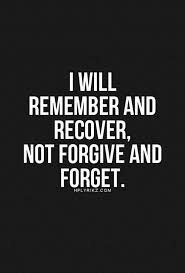 I WILL
REMEMBER AND
RECOVER,
NOT FORGIVE AND
FORGET.
HPLYRIKZ.COM